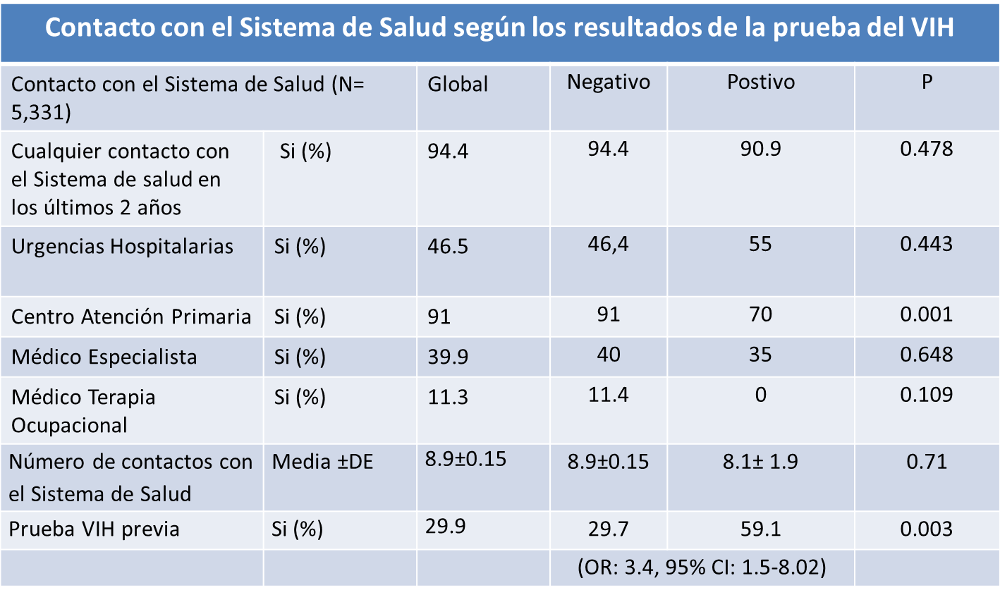 Contacto con el Sistema de Salud según los resultados de la prueba del VIH
Contacto con el Sistema de Salud (N= Global Negativo Postivo P
5,331)
Cualquier contacto con Si (%) 94.4 94.4 90.9 0.478
el Sistema de salud en
los últimos 2 años
Urgencias Hospitalarias Si (%) 46.5 46,4 55 0.443
Centro Atención Primaria Si (%) 91 91 70 0.001
Médico Especialista Si (%) 39.9 40 35 0.648
Médico Terapia Si (%) 11.3 11.4 0 0.109
Ocupacional
Número de contactos con Media ±DE 8.9±0.15 8.9±0.15 8.1± 1.9 0.71
el Sistema de Salud
Prueba VIH previa Si (%) 29.9 29.7 59.1 0.003
(OR: 3.4, 95% CI: 1.5-8.02)